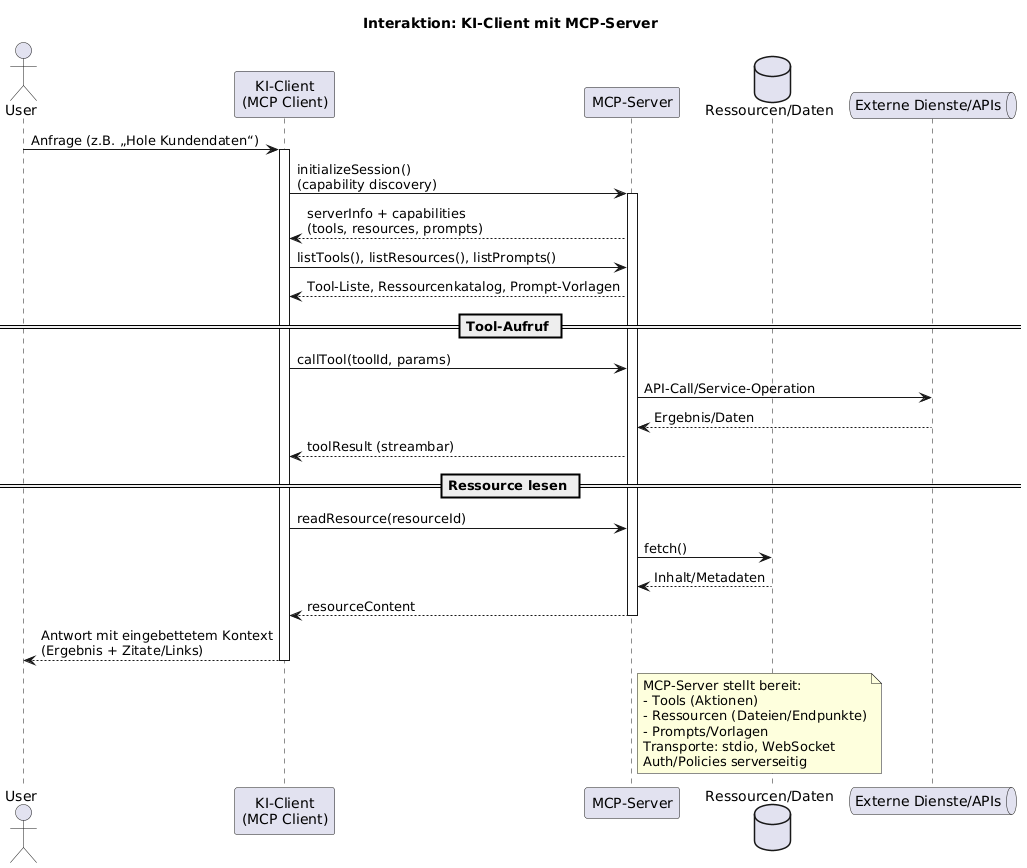 Interaktion: KI-Client mit MCP-Server
User
KI-Client
(MCP Client)
MCP-Server
Ressourcen/Daten
Externe Dienste/APIs
Anfrage (z.B. „Hole Kundendaten“)
initializeSession()
(capability discovery)
serverInfo + capabilities
(tools, resources, prompts)
listTools(), listResources(), listPrompts()
Tool-Liste, Ressourcenkatalog, Prompt-Vorlagen
Tool-Aufruf
callTool(toolId, params)
API-Call/Service-Operation
Ergebnis/Daten
toolResult (streambar)
Ressource lesen
readResource(resourceId)
fetch()
Inhalt/Metadaten
resourceContent
Antwort mit eingebettetem Kontext
(Ergebnis + Zitate/Links)
MCP-Server stellt bereit:
- Tools (Aktionen)
- Ressourcen (Dateien/Endpunkte)
- Prompts/Vorlagen
Transporte: stdio, WebSocket
Auth/Policies serverseitig
User
KI-Client
(MCP Client)
MCP-Server
Ressourcen/Daten
Externe Dienste/APIs